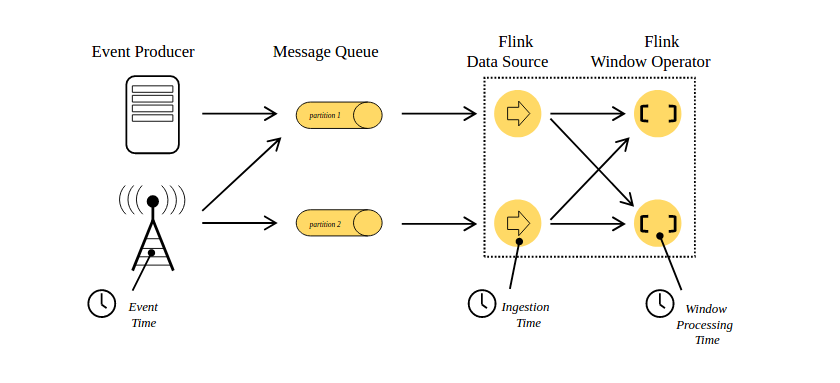 Event Producer
Message Queue
Flink
Data Source
Flink
Window Operator
partition 1
partition 2
Event
Time
Ingestion
Time
Window
Processing
Time